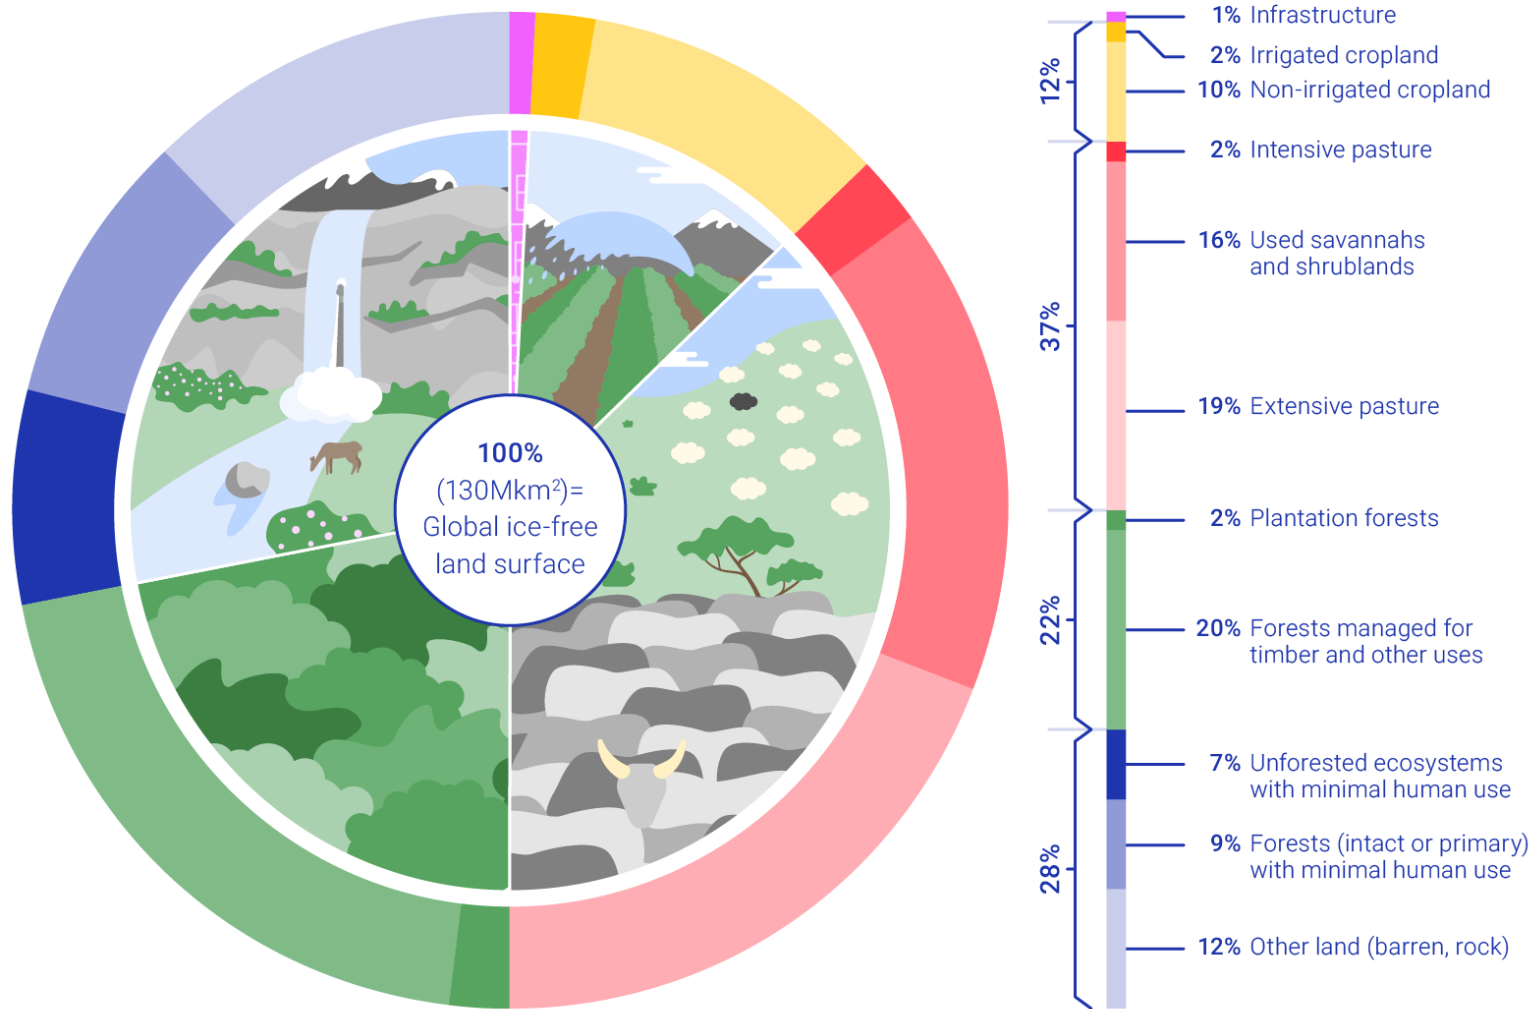 100%
(130Mkm²)=
Global ice-free
land surface
12%
37%
22%
28%
1% Infrastructure
2% Irrigated cropland
10% Non-irrigated cropland
2% Intensive pasture
16% Used savannahs
and shrublands
19% Extensive pasture
2% Plantation forests
20% Forests managed for
timber and other uses
7% Unforested ecosystems
with minimal human use
9% Forests (intact or primary)
with minimal human use
12% Other land (barren, rock)